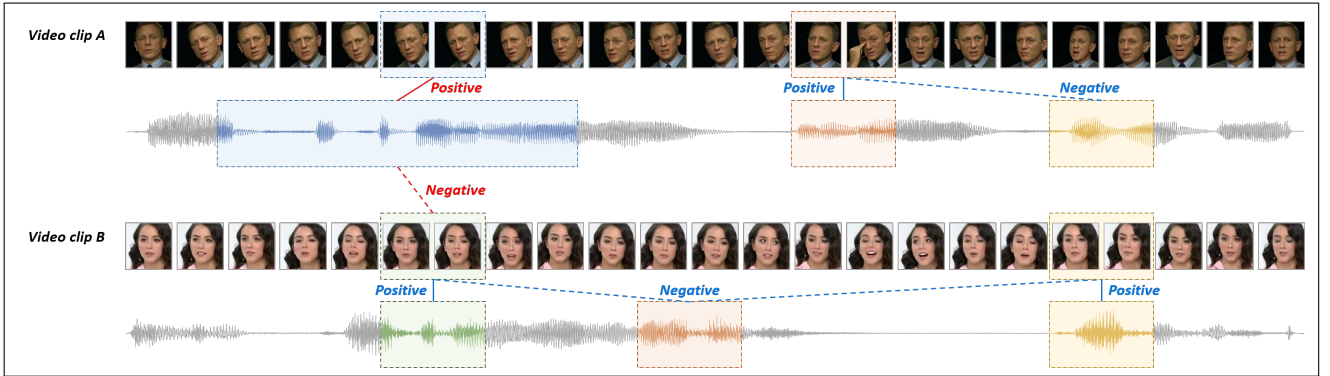 Video clip A
Positive
Positive
Negative
Negative
Video clip B
Positive
Negative
Positive